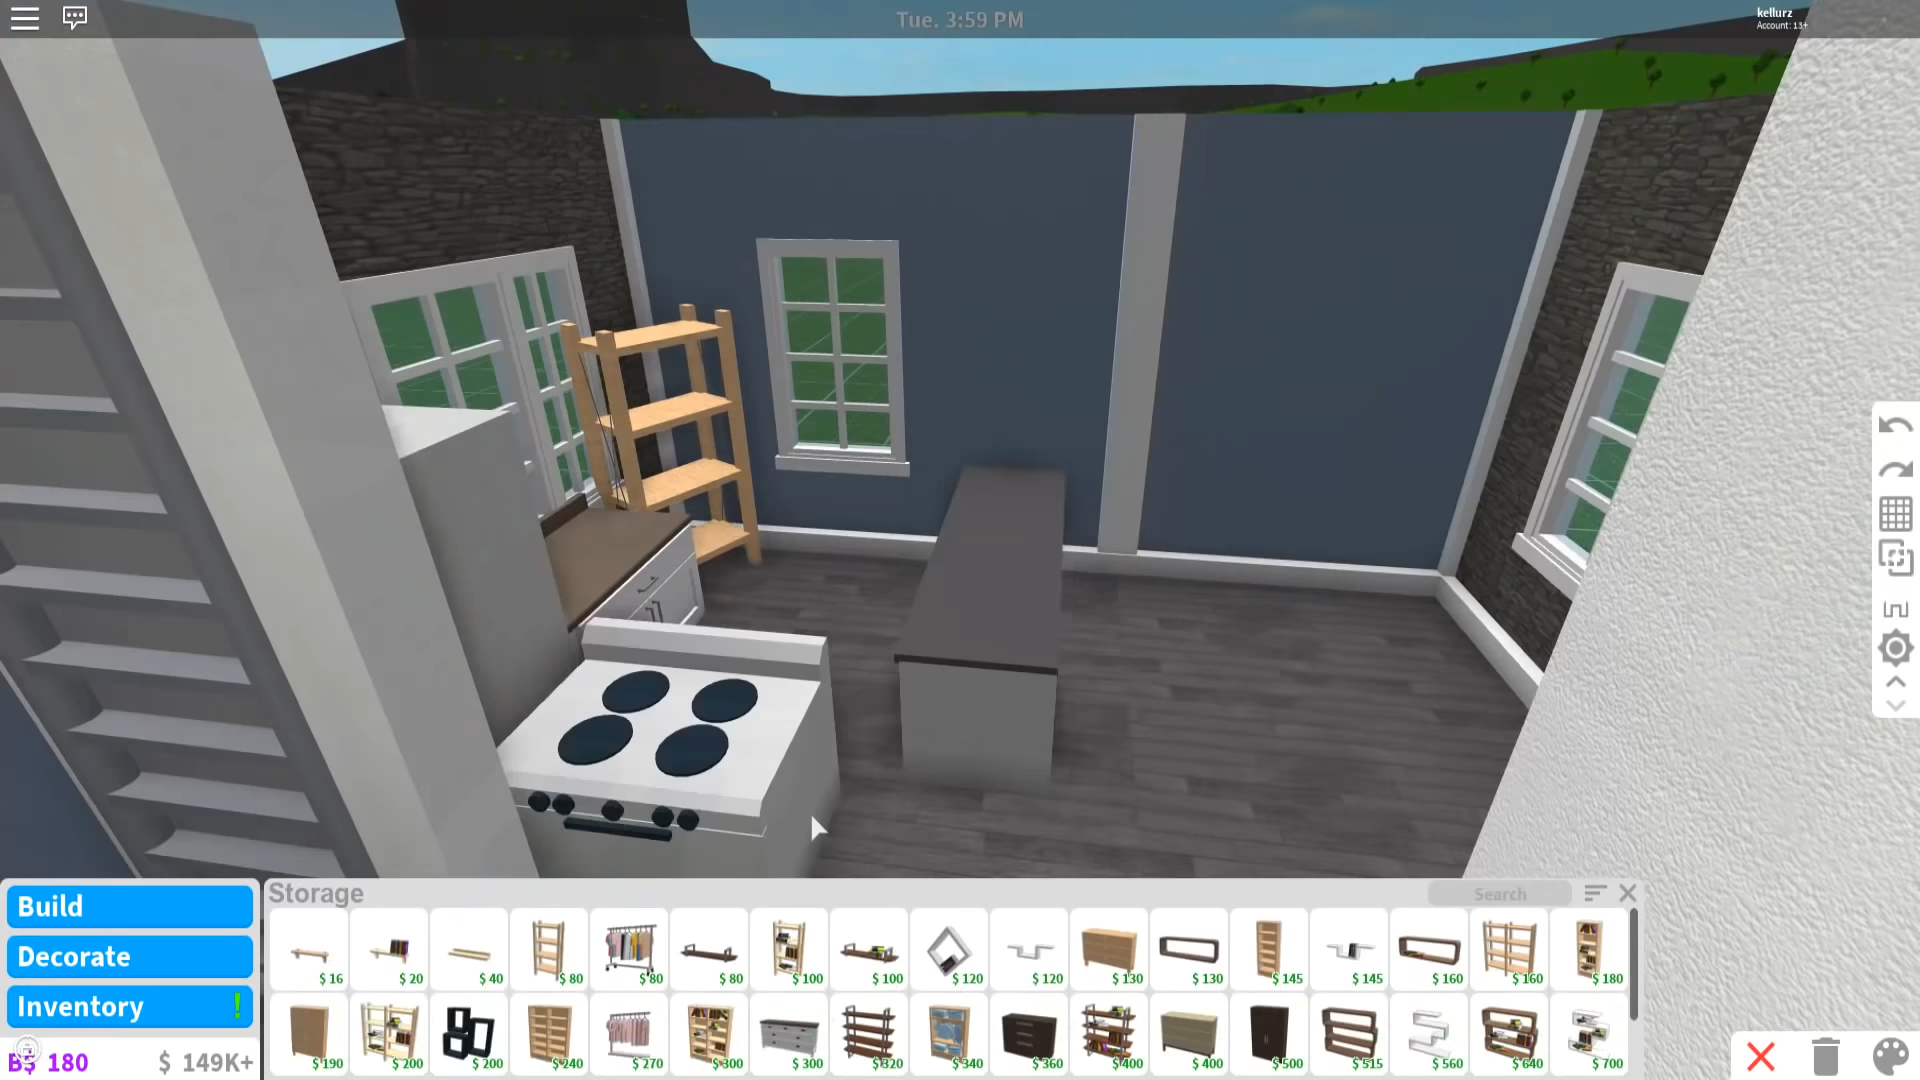 Tue. 3:59 PM
kellurz
Account: 13+
Build
Decorate
Inventory !
B$ 180 $ 149K+
Storage
Search
$ 16 $ 20 $ 40 $ 80 $ 80 $ 80 $ 100 $ 100 $ 120 $ 120 $ 130 $ 130 $ 145 $ 145 $ 160 $ 160 $ 180
$ 190 $ 200 $ 200 $ 240 $ 270 $ 300 $ 300 $ 320 $ 340 $ 360 $ 400 $ 400 $ 500 $ 515 $ 560 $ 640 $ 700